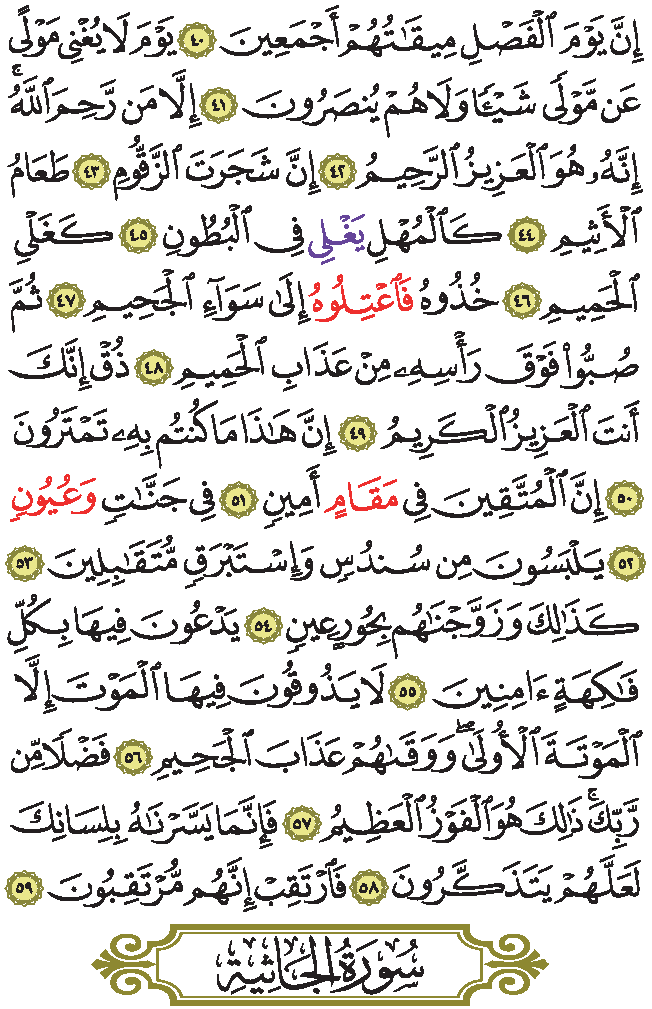 إِنَّ يَوْمَ ٱلْفَصْلِ مِيقَٰتُهُمْ أَجْمَعِينَ ٤٠ يَوْمَ لَا يُغْنِى مَوْلًى
عَن مَّوْلًى شَيْـًٔا وَلَا هُمْ يُنصَرُونَ ٤١ إِلَّا مَن رَّحِمَ ٱللَّهُ ۚ
إِنَّهُۥ هُوَ ٱلْعَزِيزُ ٱلرَّحِيمُ ٤٢ إِنَّ شَجَرَتَ ٱلزَّقُّومِ ٤٣ طَعَامُ
ٱلْأَثِيمِ ٤٤ كَٱلْمُهْلِ يَغْلِى فِى ٱلْبُطُونِ ٤٥ كَغَلْىِ
ٱلْحَمِيمِ ٤٦ خُذُوهُ فَٱعْتِلُوهُ إِلَىٰ سَوَآءِ ٱلْجَحِيمِ ٤٧ ثُمَّ
صُبُّوا۟ فَوْقَ رَأْسِهِۦ مِنْ عَذَابِ ٱلْحَمِيمِ ٤٨ ذُقْ إِنَّكَ
أَنتَ ٱلْعَزِيزُ ٱلْكَرِيمُ ٤٩ إِنَّ هَٰذَا مَا كُنتُم بِهِۦ تَمْتَرُونَ
٥٠ إِنَّ ٱلْمُتَّقِينَ فِى مَقَامٍ أَمِينٍ ٥١ فِى جَنَّٰتٍ وَعُيُونٍ
٥٢ يَلْبَسُونَ مِن سُندُسٍ وَإِسْتَبْرَقٍ مُّتَقَٰبِلِينَ ٥٣
كَذَٰلِكَ وَزَوَّجْنَٰهُم بِحُورٍ عِينٍ ٥٤ يَدْعُونَ فِيهَا بِكُلِّ
فَٰكِهَةٍ ءَامِنِينَ ٥٥ لَا يَذُوقُونَ فِيهَا ٱلْمَوْتَ إِلَّا
ٱلْمَوْتَةَ ٱلْأُولَىٰ ۖ وَوَقَىٰهُمْ عَذَابَ ٱلْجَحِيمِ ٥٦ فَضْلًا مِّن
رَّبِّكَ ۚ ذَٰلِكَ هُوَ ٱلْفَوْزُ ٱلْعَظِيمُ ٥٧ فَإِنَّمَا يَسَّرْنَٰهُ بِلِسَانِكَ
لَعَلَّهُمْ يَتَذَكَّرُونَ ٥٨ فَٱرْتَقِبْ إِنَّهُم مُّرْتَقِبُونَ ٥٩
سُورَةُ الجَاثِيَةِ